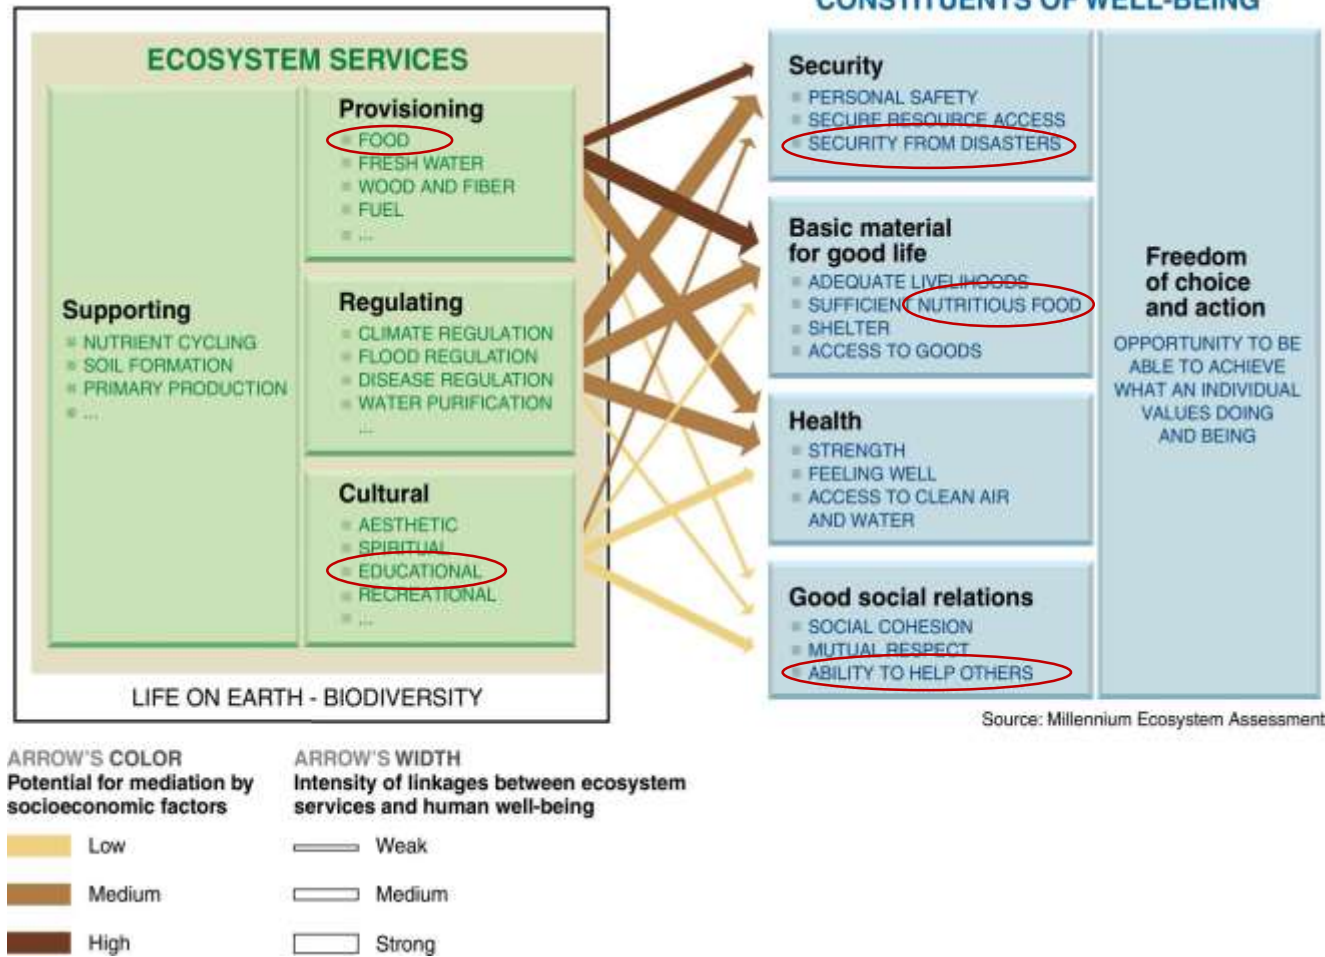 CONSTITUENTS OF WELL-BEING
ECOSYSTEM SERVICES
Supporting
NUTRIENT CYCLING
SOIL FORMATION
PRIMARY PRODUCTION
...
Provisioning
FOOD
FRESH WATER
WOOD AND FIBER
FUEL
...
Regulating
CLIMATE REGULATION
FLOOD REGULATION
DISEASE REGULATION
WATER PURIFICATION
...
Cultural
AESTHETIC
SPIRITUAL
EDUCATIONAL
RECREATIONAL
...
LIFE ON EARTH - BIODIVERSITY
Security
PERSONAL SAFETY
SECURE RESOURCE ACCESS
SECURITY FROM DISASTERS
Basic material
for good life
ADEQUATE LIVELIHOODS
SUFFICIENT NUTRITIOUS FOOD
SHELTER
ACCESS TO GOODS
Health
STRENGTH
FEELING WELL
ACCESS TO CLEAN AIR
AND WATER
Good social relations
SOCIAL COHESION
MUTUAL RESPECT
ABILITY TO HELP OTHERS
Freedom
of choice
and action
OPPORTUNITY TO BE
ABLE TO ACHIEVE
WHAT AN INDIVIDUAL
VALUES DOING
AND BEING
Source: Millennium Ecosystem Assessment
ARROW'S COLOR
Potential for mediation by
socioeconomic factors
Low
Medium
High
ARROW'S WIDTH
Intensity of linkages between ecosystem
services and human well-being
Weak
Medium
Strong